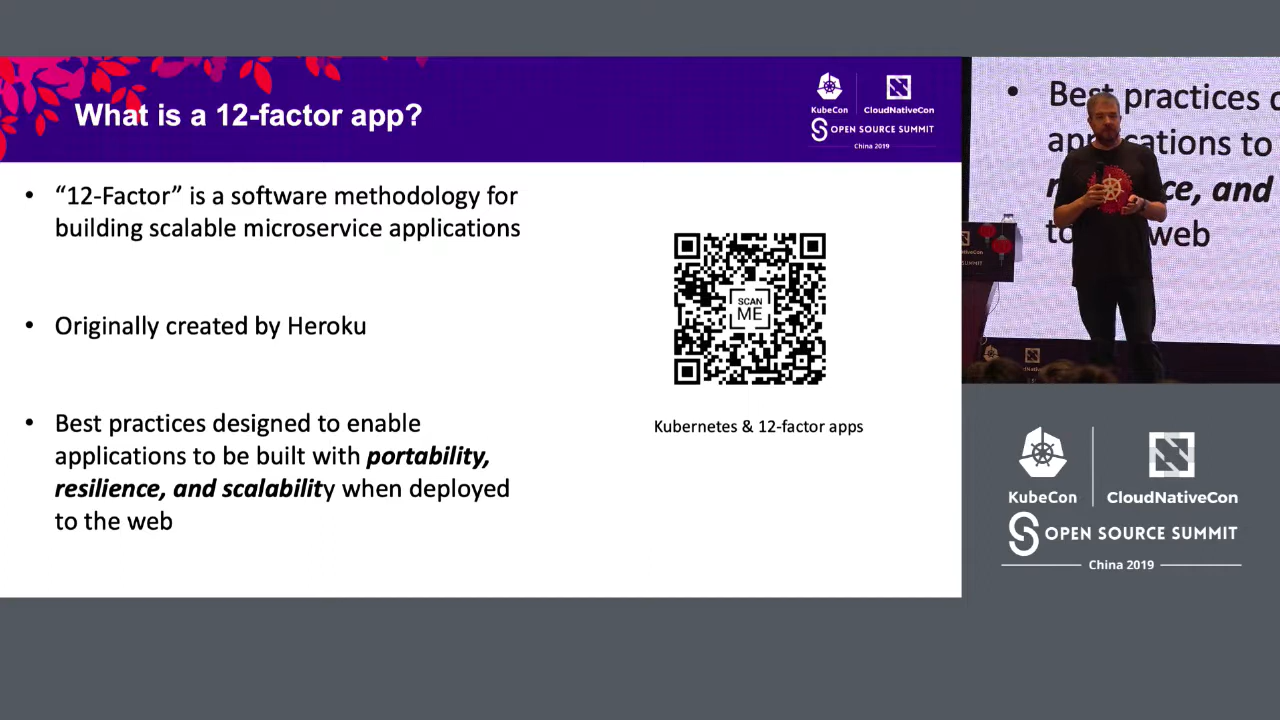 What is a 12-factor app?
KubeCon
CloudNativeCon
OPEN SOURCE SUMMIT
China 2019
• “12-Factor” is a software methodology for
building scalable microservice applications
• Originally created by Heroku
• Best practices designed to enable
applications to be built with portability,
resilience, and scalability when deployed
to the web
SCAN
ME
Kubernetes & 12-factor apps
• Best practices
to
and
to web
SUMMIT
KubeCon
CloudNativeCon
OPEN SOURCE SUMMIT
China 2019